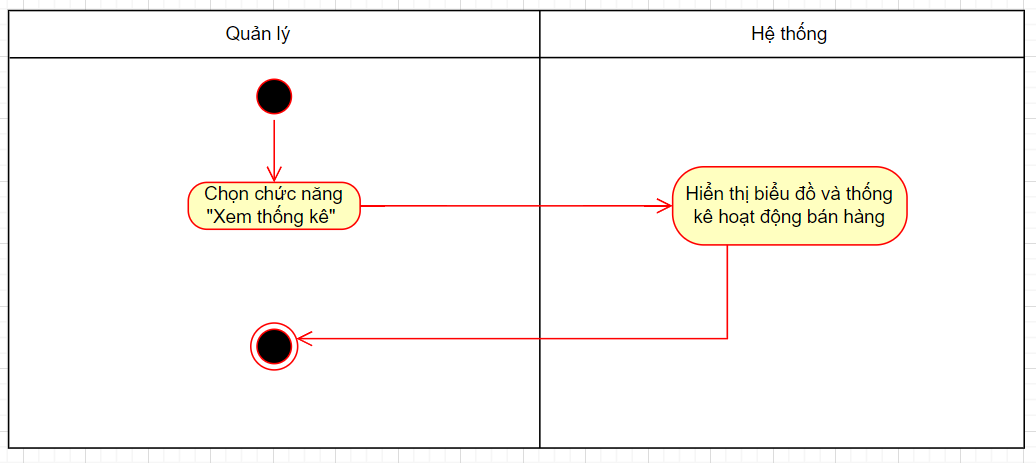 Quản lý
Hệ thống
Chọn chức năng
"Xem thống kê"
Hiển thị biểu đồ và thống
kê hoạt động bán hàng